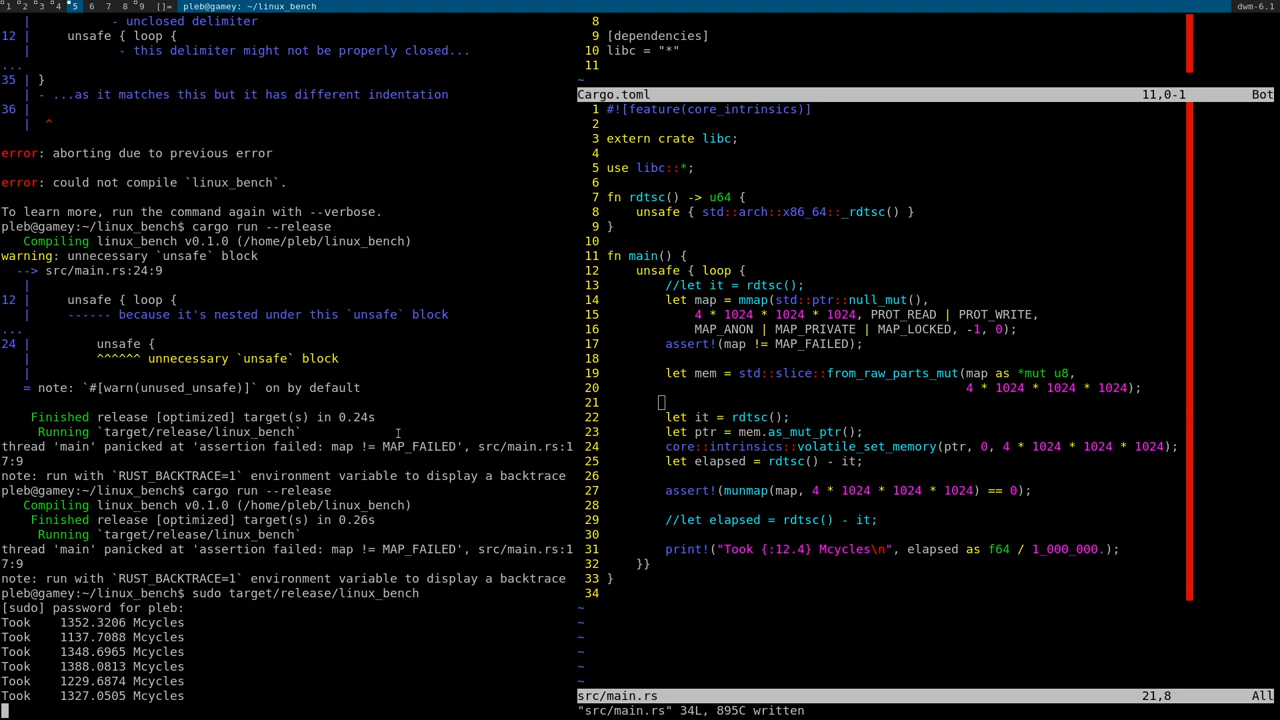 1 2 3 4 5 6 7 8 9 []= pleb@gamey: ~/linux_bench dwm-6.1
| - unclosed delimiter
12 | unsafe { loop {
| - this delimiter might not be properly closed...
...
35 | }
| - ...as it matches this but it has different indentation
36 |
| ^
error: aborting due to previous error
error: could not compile `linux_bench`.
To learn more, run the command again with --verbose.
pleb@gamey:~/linux_bench$ cargo run --release
Compiling linux_bench v0.1.0 (/home/pleb/linux_bench)
warning: unnecessary `unsafe` block
--> src/main.rs:24:9
|
12 | unsafe { loop {
| ------ because it's nested under this `unsafe` block
...
24 | unsafe {
| ^^^^^^ unnecessary `unsafe` block
|
= note: `#[warn(unused_unsafe)]` on by default
Finished release [optimized] target(s) in 0.24s
Running `target/release/linux_bench`
thread 'main' panicked at 'assertion failed: map != MAP_FAILED', src/main.rs:1
7:9
note: run with `RUST_BACKTRACE=1` environment variable to display a backtrace
pleb@gamey:~/linux_bench$ cargo run --release
Compiling linux_bench v0.1.0 (/home/pleb/linux_bench)
Finished release [optimized] target(s) in 0.26s
Running `target/release/linux_bench`
thread 'main' panicked at 'assertion failed: map != MAP_FAILED', src/main.rs:1
7:9
note: run with `RUST_BACKTRACE=1` environment variable to display a backtrace
pleb@gamey:~/linux_bench$ sudo target/release/linux_bench
[sudo] password for pleb:
Took 1352.3206 Mcycles
Took 1137.7088 Mcycles
Took 1348.6965 Mcycles
Took 1388.0813 Mcycles
Took 1229.6874 Mcycles
Took 1327.0505 Mcycles
8
9 [dependencies]
10 libc = "*"
11
~
Cargo.toml 11,0-1 Bot
1 #![feature(core_intrinsics)]
2
3 extern crate libc;
4
5 use libc::*;
6
7 fn rdtsc() -> u64 {
8 unsafe { std::arch::x86_64::_rdtsc() }
9 }
10
11 fn main() {
12 unsafe { loop {
13 //let it = rdtsc();
14 let map = mmap(std::ptr::null_mut(),
15 4 * 1024 * 1024 * 1024, PROT_READ | PROT_WRITE,
16 MAP_ANON | MAP_PRIVATE | MAP_LOCKED, -1, 0);
17 assert!(map != MAP_FAILED);
18
19 let mem = std::slice::from_raw_parts_mut(map as *mut u8,
20 4 * 1024 * 1024 * 1024);
21
22 let it = rdtsc();
23 let ptr = mem.as_mut_ptr();
24 core::intrinsics::volatile_set_memory(ptr, 0, 4 * 1024 * 1024 * 1024);
25 let elapsed = rdtsc() - it;
26
27 assert!(munmap(map, 4 * 1024 * 1024 * 1024) == 0);
28
29 //let elapsed = rdtsc() - it;
30
31 print!("Took {:12.4} Mcycles\n", elapsed as f64 / 1_000_000.);
32 }}
33 }
34
~
~
~
~
~
~
src/main.rs 21,8 All
"src/main.rs" 34L, 895C written